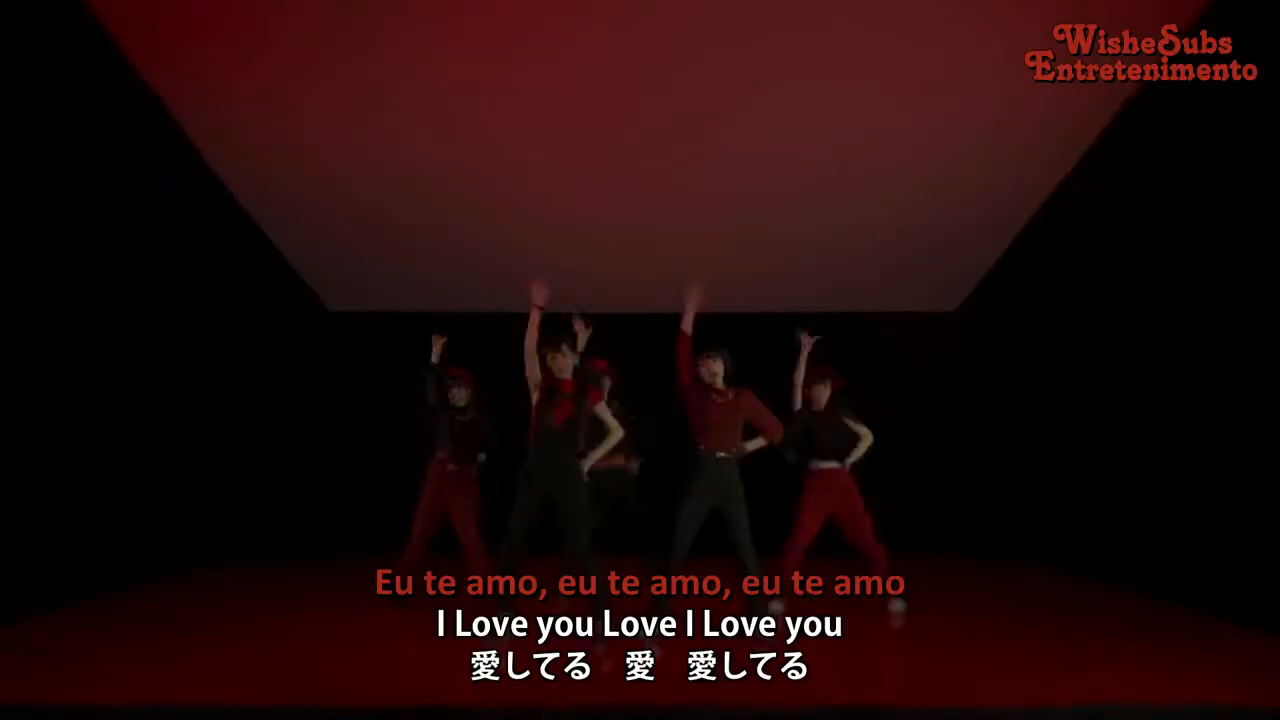 WisheSubs
Entretenimento
Eu te amo, eu te amo, eu te amo
I Love you Love I Love you
愛してる　愛　愛してる